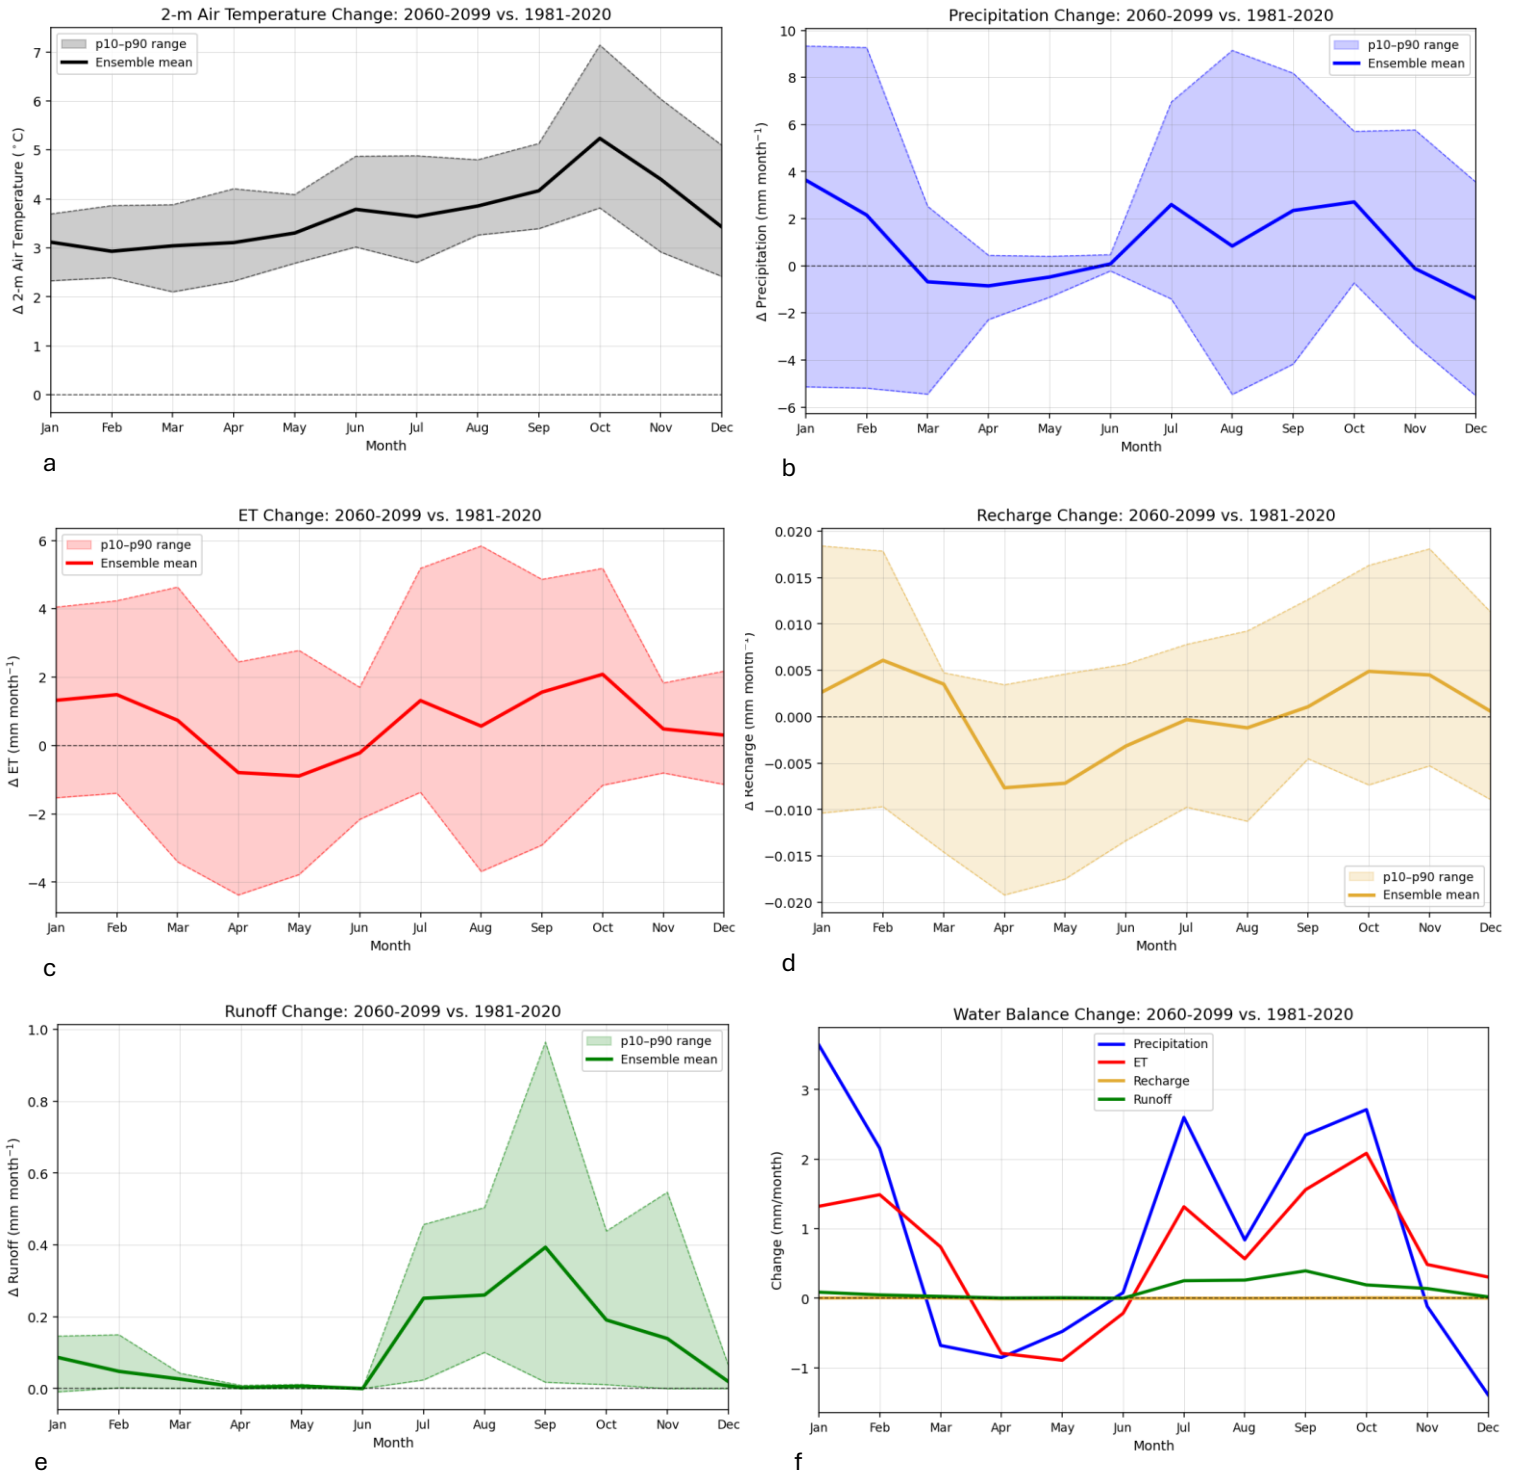 2-m Air Temperature Change: 2060-2099 vs. 1981-2020
p10–p90 range
Ensemble mean
Δ 2-m Air Temperature (°C)
7
6
5
4
3
2
1
0
Jan Feb Mar Apr May Jun Jul Aug Sep Oct Nov Dec
Month
a
Precipitation Change: 2060-2099 vs. 1981-2020
p10–p90 range
Ensemble mean
Δ Precipitation (mm month⁻¹)
10
8
6
4
2
0
−2
−4
−6
Jan Feb Mar Apr May Jun Jul Aug Sep Oct Nov Dec
Month
b
ET Change: 2060-2099 vs. 1981-2020
p10–p90 range
Ensemble mean
Δ ET (mm month⁻¹)
6
4
2
0
−2
−4
Jan Feb Mar Apr May Jun Jul Aug Sep Oct Nov Dec
Month
c
Recharge Change: 2060-2099 vs. 1981-2020
Δ Recharge (mm month⁻¹)
0.020
0.015
0.010
0.005
0.000
−0.005
−0.010
−0.015
−0.020
p10–p90 range
Ensemble mean
Jan Feb Mar Apr May Jun Jul Aug Sep Oct Nov Dec
Month
d
Runoff Change: 2060-2099 vs. 1981-2020
p10–p90 range
Ensemble mean
Δ Runoff (mm month⁻¹)
1.0
0.8
0.6
0.4
0.2
0.0
Jan Feb Mar Apr May Jun Jul Aug Sep Oct Nov Dec
Month
e
Water Balance Change: 2060-2099 vs. 1981-2020
Precipitation
ET
Recharge
Runoff
Change (mm/month)
3
2
1
0
−1
Jan Feb Mar Apr May Jun Jul Aug Sep Oct Nov Dec
Month
f